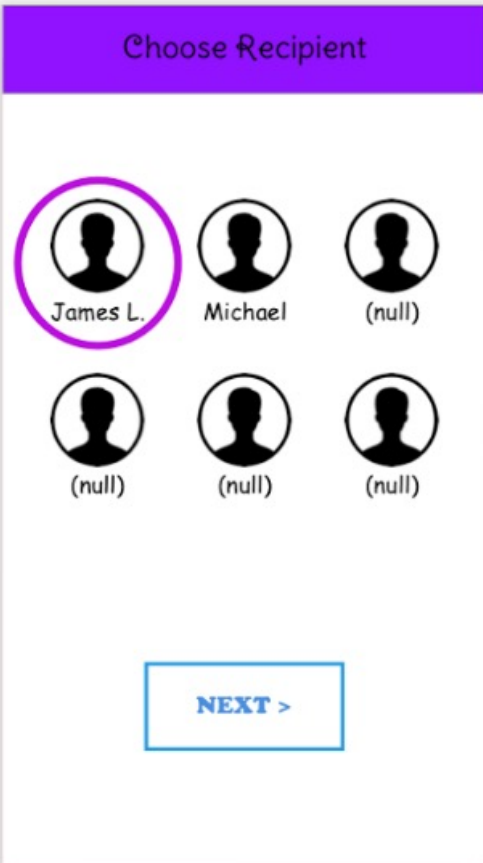 Choose Recipient
James L. Michael (null)
(null) (null) (null)
NEXT >